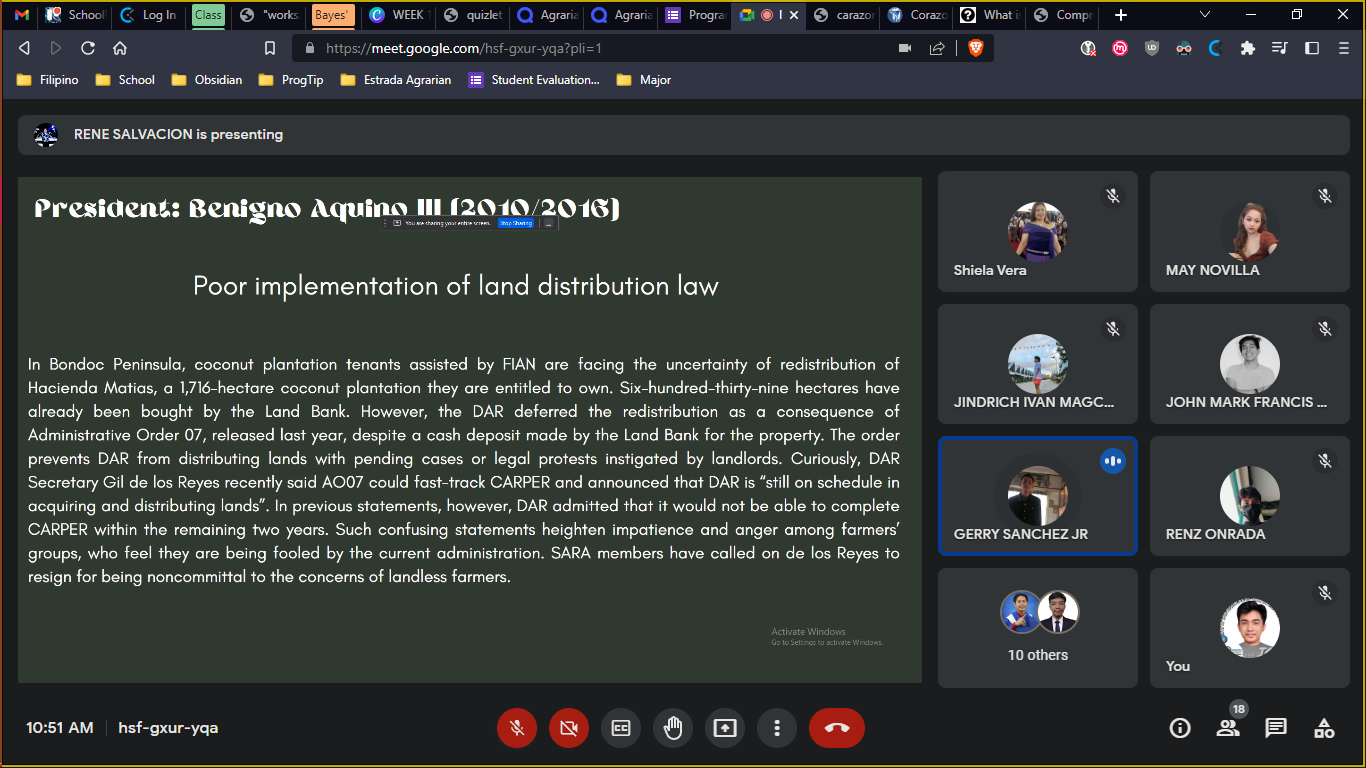 School
Log In
Class
"works
Bayes'
WEEK 1
quizlet
Agraria
Agraria
Progra
carazor
Corazo
What i
Compr
https://meet.google.com/hsf-gxur-yqa?pli=1
Filipino
School
Obsidian
ProgTip
Estrada Agrarian
Student Evaluation...
Major
RENE SALVACION is presenting
President: Benigno Aquino III (2010/2016)
You are sharing your entire screen.
Stop Sharing
Poor implementation of land distribution law
In Bondoc Peninsula, coconut plantation tenants assisted by FIAN are facing the uncertainty of redistribution of
Hacienda Matias, a 1,716-hectare coconut plantation they are entitled to own. Six-hundred-thirty-nine hectares have
already been bought by the Land Bank. However, the DAR deferred the redistribution as a consequence of
Administrative Order 07, released last year, despite a cash deposit made by the Land Bank for the property. The order
prevents DAR from distributing lands with pending cases or legal protests instigated by landlords. Curiously, DAR
Secretary Gil de los Reyes recently said AO07 could fast-track CARPER and announced that DAR is “still on schedule in
acquiring and distributing lands”. In previous statements, however, DAR admitted that it would not be able to complete
CARPER within the remaining two years. Such confusing statements heighten impatience and anger among farmers’
groups, who feel they are being fooled by the current administration. SARA members have called on de los Reyes to
resign for being noncommittal to the concerns of landless farmers.
Activate Windows
Go to Settings to activate Windows.
Shiela Vera
MAY NOVILLA
JINDRICH IVAN MAGC...
JOHN MARK FRANCIS ...
GERRY SANCHEZ JR
RENZ ONRADA
10 others
You
10:51 AM
hsf-gxur-yqa
18